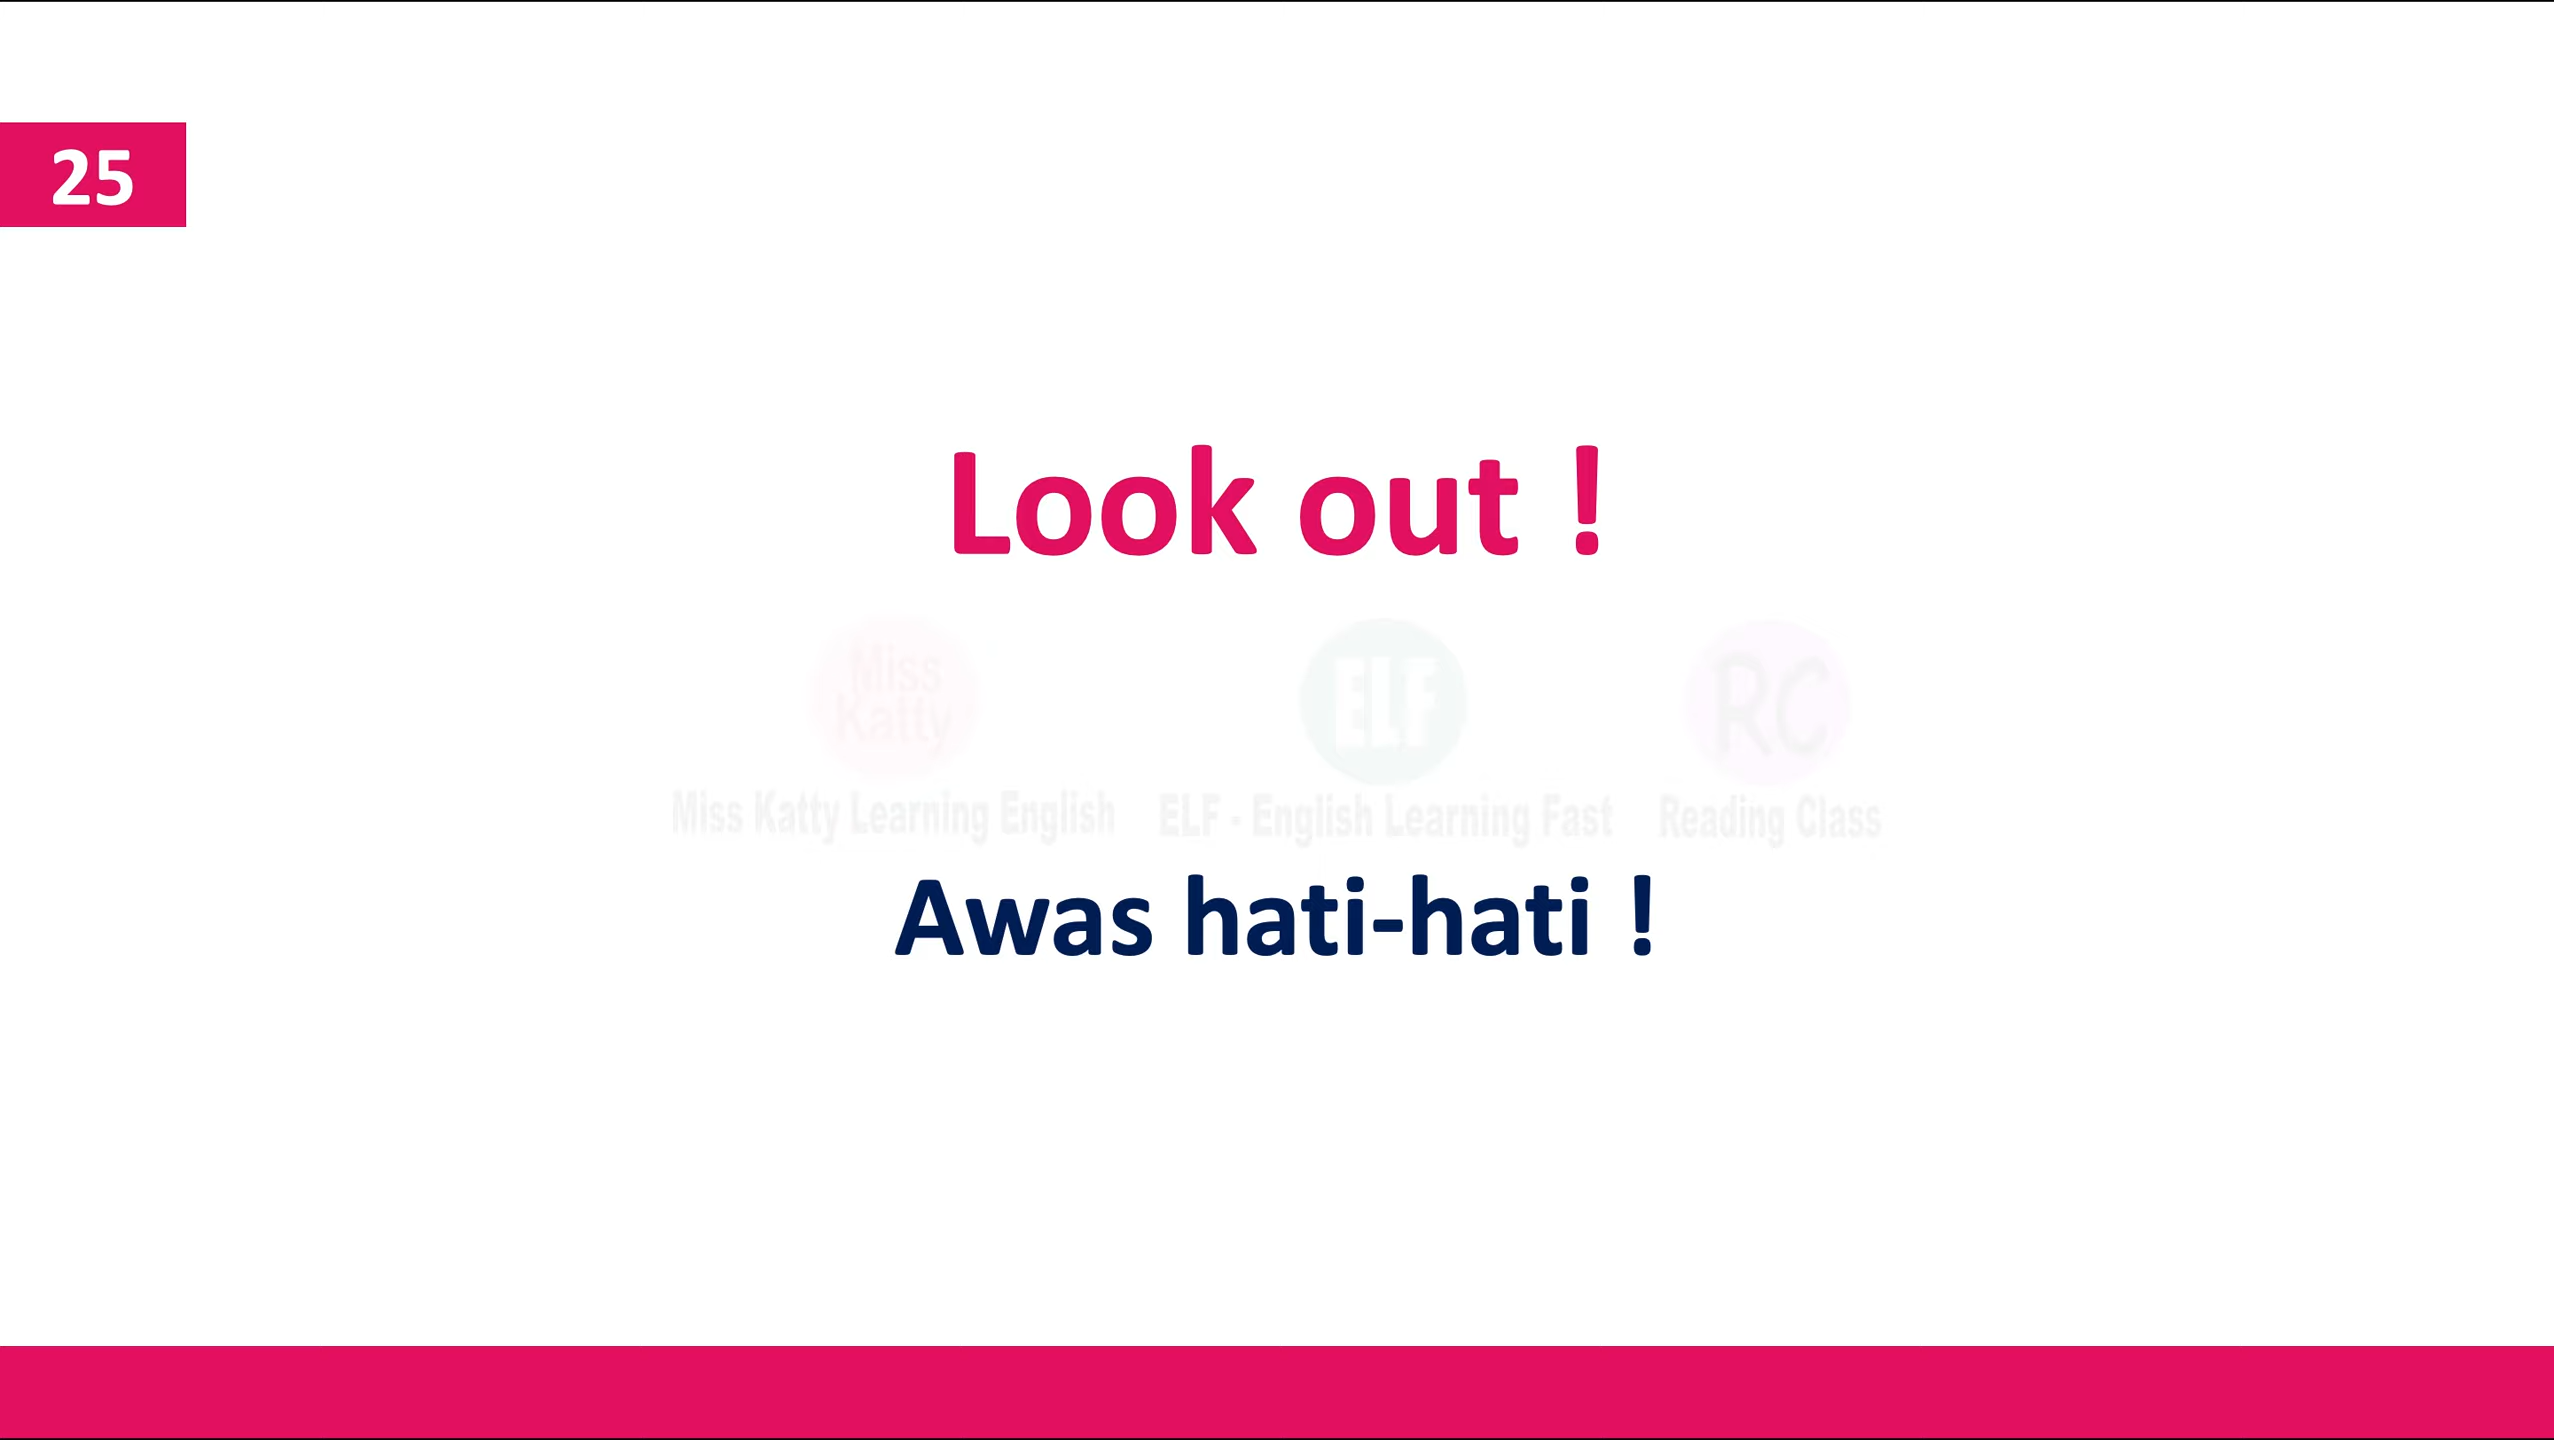 25
Look out !
Miss
Katty
ELF
RC
Miss Katty Learning English
ELF - English Learning Fast
Reading Class
Awas hati-hati !